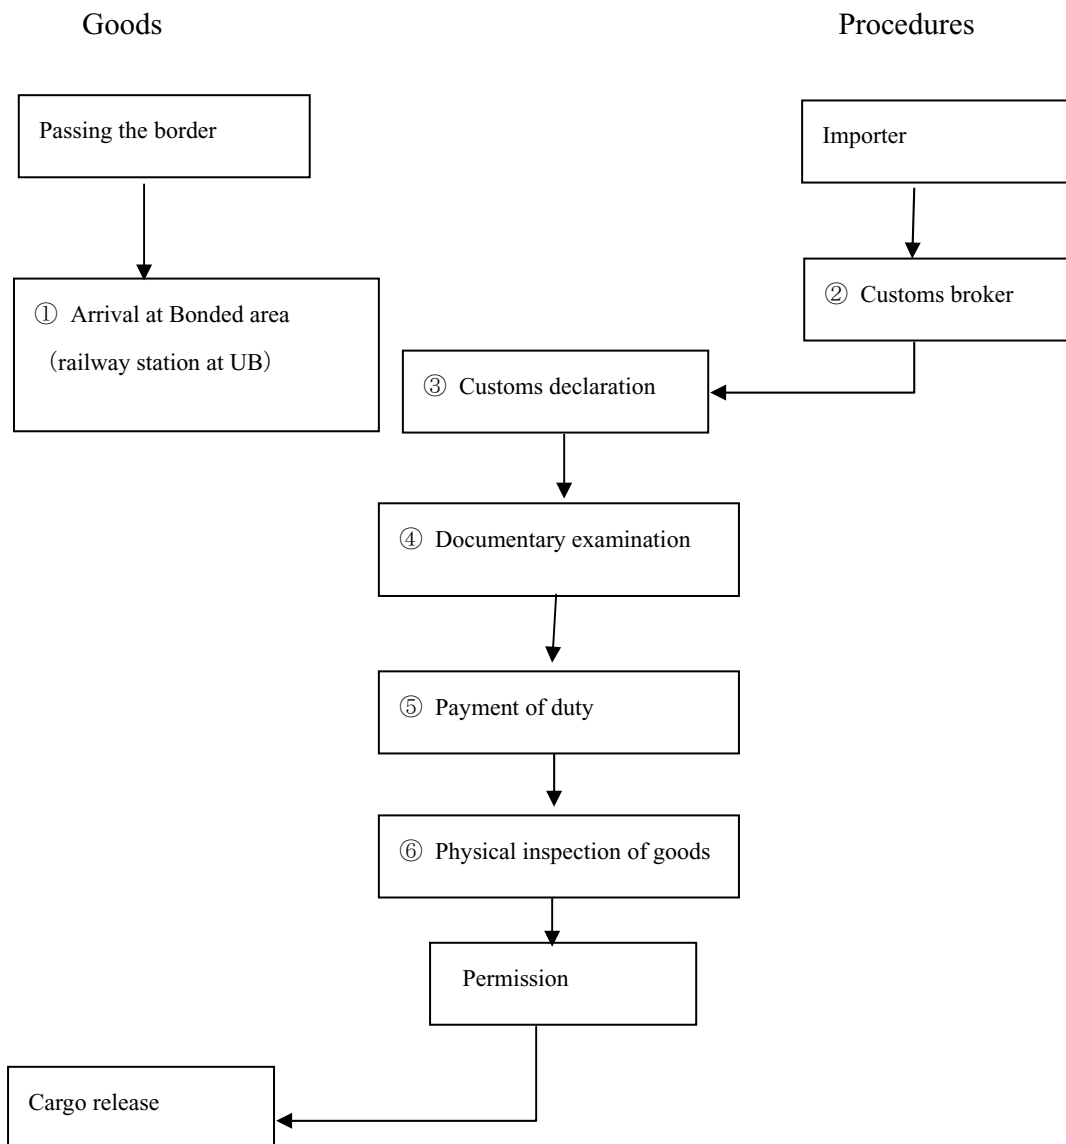 Goods
Procedures
Passing the border
Importer
① Arrival at Bonded area
（railway station at UB）
② Customs broker
③ Customs declaration
④ Documentary examination
⑤ Payment of duty
⑥ Physical inspection of goods
Permission
Cargo release